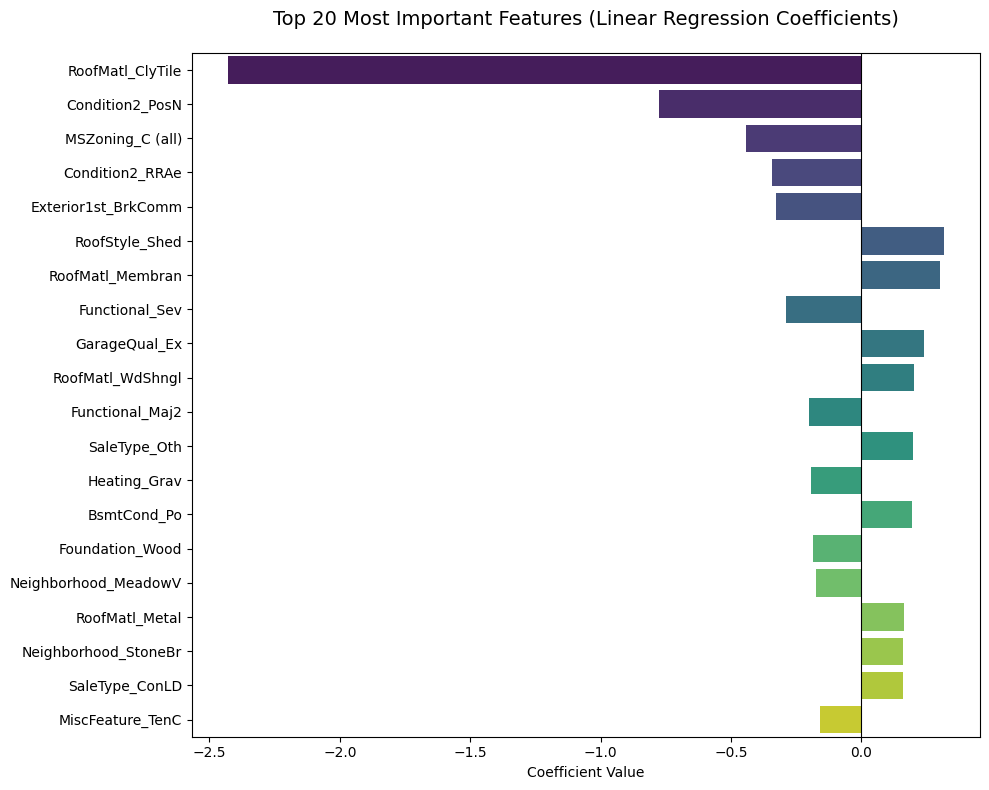 Top 20 Most Important Features (Linear Regression Coefficients)
RoofMatl_ClyTile
Condition2_PosN
MSZoning_C (all)
Condition2_RRAe
Exterior1st_BrkComm
RoofStyle_Shed
RoofMatl_Membran
Functional_Sev
GarageQual_Ex
RoofMatl_WdShngl
Functional_Maj2
SaleType_Oth
Heating_Grav
BsmtCond_Po
Foundation_Wood
Neighborhood_MeadowV
RoofMatl_Metal
Neighborhood_StoneBr
SaleType_ConLD
MiscFeature_TenC
−2.5 −2.0 −1.5 −1.0 −0.5 0.0
Coefficient Value